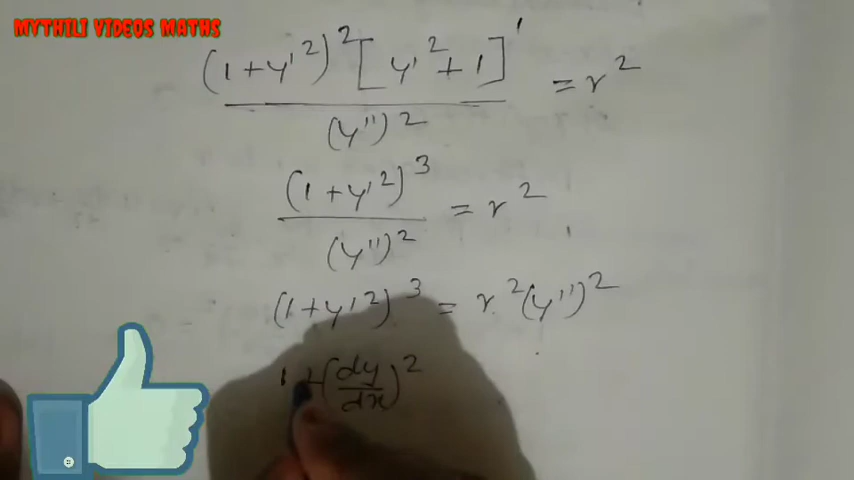 MYTHILI VIDEOS MATHS
(1+y'²)²[y'²+1]' / (y'')² = r²
(1+y'²)³ / (y'')² = r²
(1+y'²)³ = r²(y'')²
1+(dy/dx)²